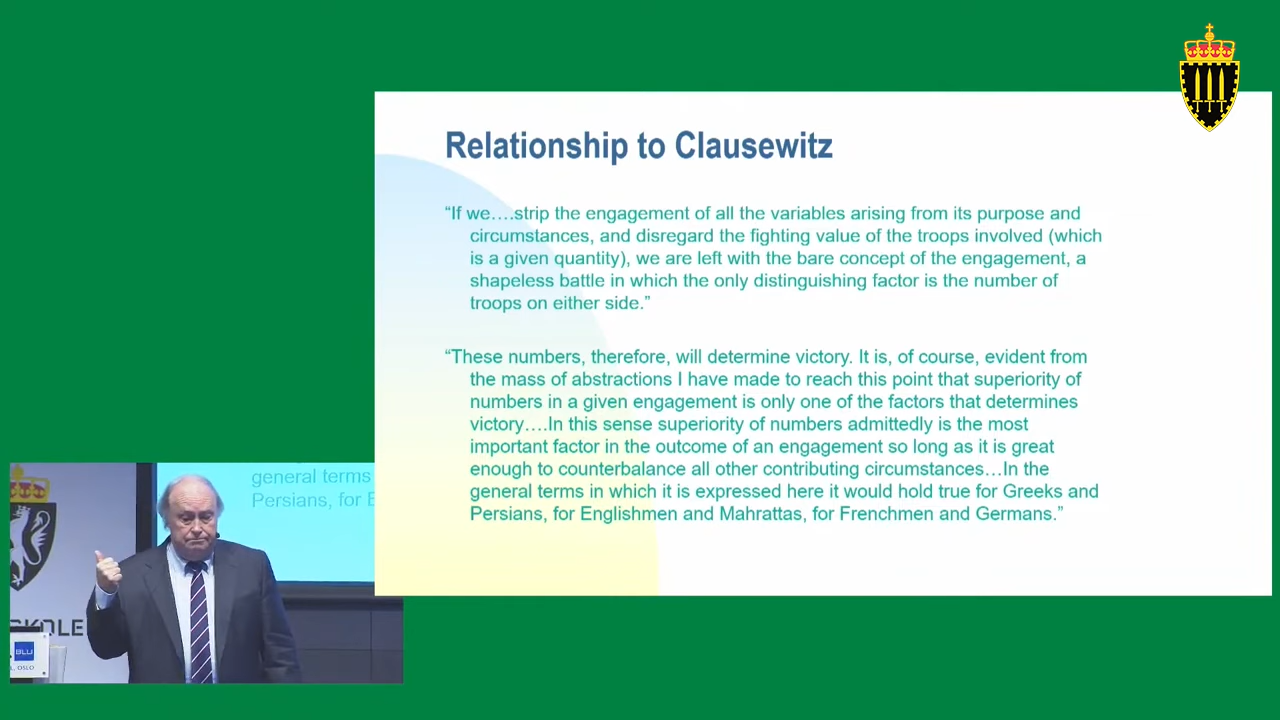 Relationship to Clausewitz
“If we….strip the engagement of all the variables arising from its purpose and
circumstances, and disregard the fighting value of the troops involved (which
is a given quantity), we are left with the bare concept of the engagement, a
shapeless battle in which the only distinguishing factor is the number of
troops on either side.”
“These numbers, therefore, will determine victory. It is, of course, evident from
the mass of abstractions I have made to reach this point that superiority of
numbers in a given engagement is only one of the factors that determines
victory….In this sense superiority of numbers admittedly is the most
important factor in the outcome of an engagement so long as it is great
enough to counterbalance all other contributing circumstances…In the
general terms in which it is expressed here it would hold true for Greeks and
Persians, for Englishmen and Mahrattas, for Frenchmen and Germans.”
general terms
Persians, for E
SKOLE
BLU
OSLO